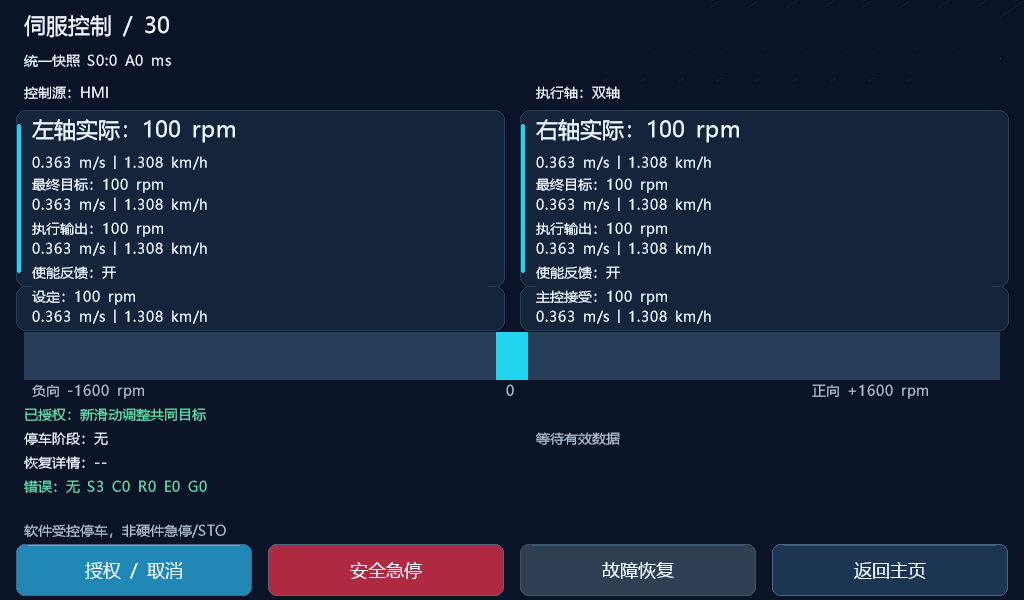 伺服控制 / 30
统一快照 S0:0 A0 ms
控制源: HMI
执行轴: 双轴
左轴实际: 100 rpm
0.363 m/s | 1.308 km/h
最终目标: 100 rpm
0.363 m/s | 1.308 km/h
执行输出: 100 rpm
0.363 m/s | 1.308 km/h
使能反馈: 开
设定: 100 rpm
0.363 m/s | 1.308 km/h
右轴实际: 100 rpm
0.363 m/s | 1.308 km/h
最终目标: 100 rpm
0.363 m/s | 1.308 km/h
执行输出: 100 rpm
0.363 m/s | 1.308 km/h
使能反馈: 开
主控接受: 100 rpm
0.363 m/s | 1.308 km/h
负向 -1600 rpm
0
正向 +1600 rpm
已授权: 新滑动调整共同目标
停车阶段: 无
等待有效数据
恢复详情: --
错误: 无 S3 C0 R0 E0 G0
软件受控停车, 非硬件急停/STO
授权 / 取消
安全急停
故障恢复
返回主页